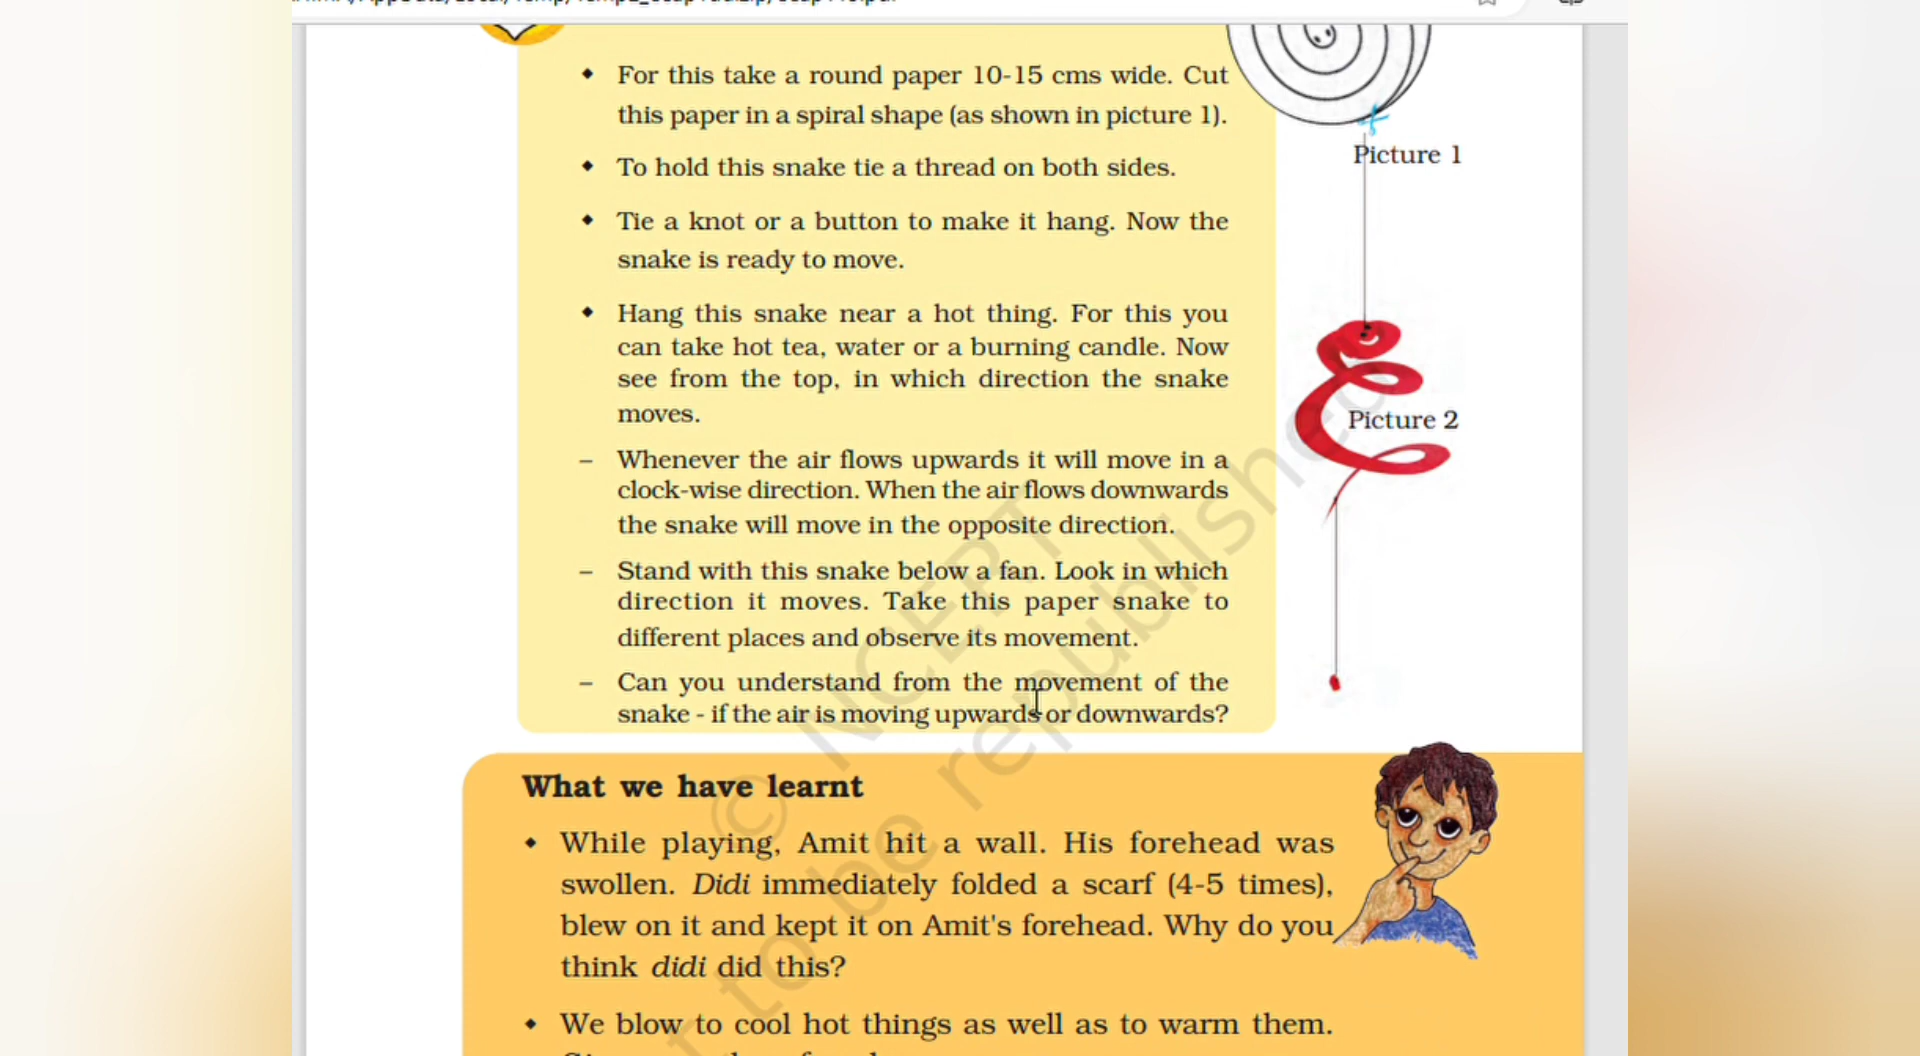 ♦ For this take a round paper 10-15 cms wide. Cut
this paper in a spiral shape (as shown in picture 1).
♦ To hold this snake tie a thread on both sides.
♦ Tie a knot or a button to make it hang. Now the
snake is ready to move.
♦ Hang this snake near a hot thing. For this you
can take hot tea, water or a burning candle. Now
see from the top, in which direction the snake
moves.
– Whenever the air flows upwards it will move in a
clock-wise direction. When the air flows downwards
the snake will move in the opposite direction.
– Stand with this snake below a fan. Look in which
direction it moves. Take this paper snake to
different places and observe its movement.
– Can you understand from the movement of the
snake - if the air is moving upwards or downwards?
Picture 1
Picture 2
What we have learnt
♦ While playing, Amit hit a wall. His forehead was
swollen. Didi immediately folded a scarf (4-5 times),
blew on it and kept it on Amit's forehead. Why do you
think didi did this?
♦ We blow to cool hot things as well as to warm them.
© NCERT
to be republished